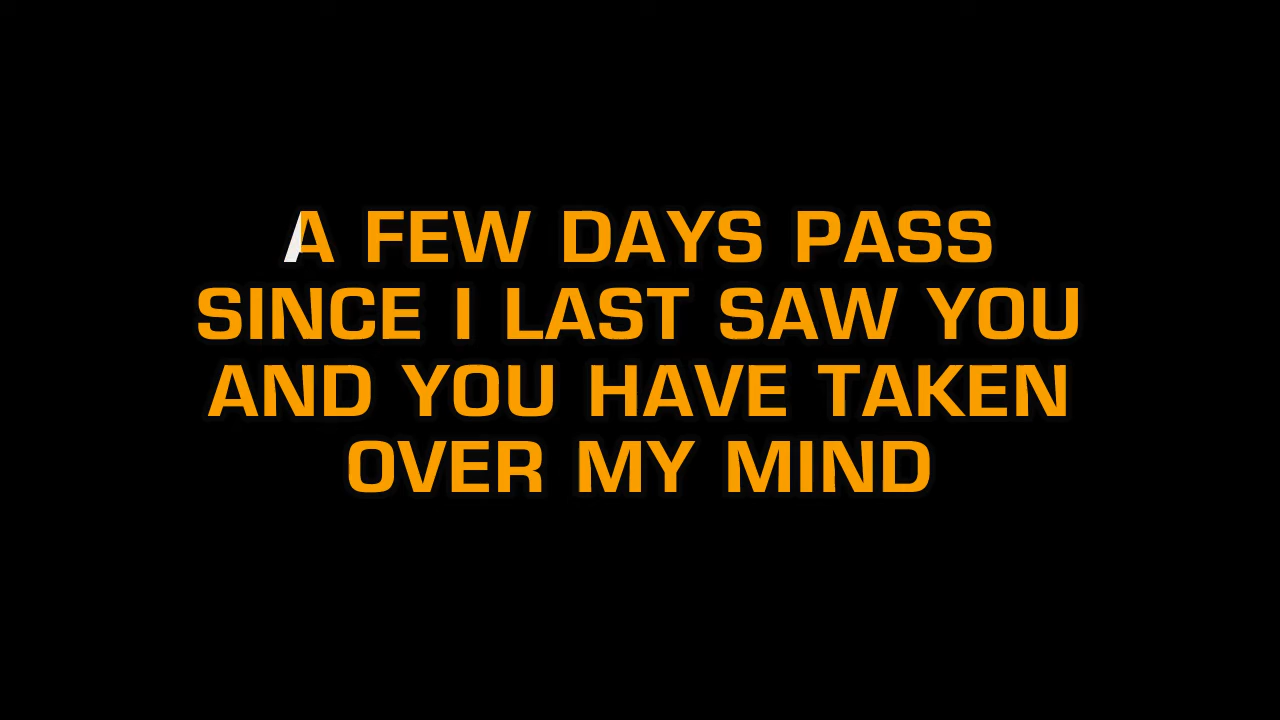 A FEW DAYS PASS
SINCE I LAST SAW YOU
AND YOU HAVE TAKEN
OVER MY MIND